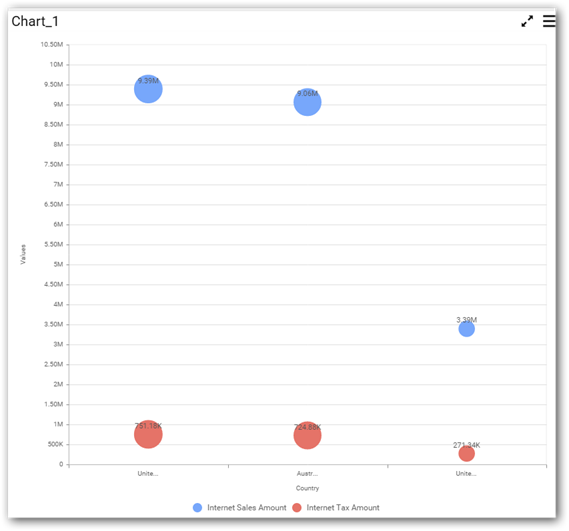 Chart_1
10.50M
10M
9.50M
9.39M
9M
9.06M
8.50M
8M
7.50M
7M
6.50M
6M
5.50M
Values
5M
4.50M
4M
3.50M
3.39M
3M
2.50M
2M
1.50M
1M
751.18K
724.88K
500K
271.34K
0
Unite... Austr... Unite...
Country
Internet Sales Amount Internet Tax Amount